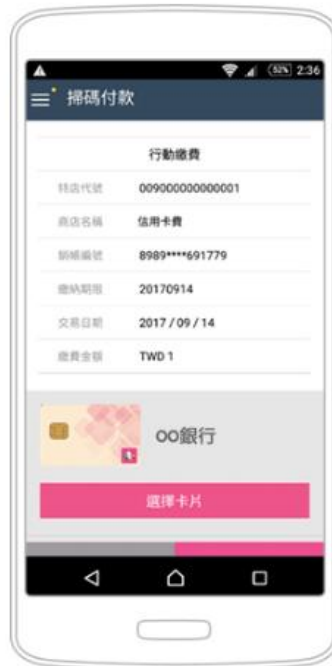 52% 2:36
掃碼付款
行動繳費
特店代號 009000000000001
商店名稱 信用卡費
銷帳編號 8989****691779
繳納期限 20170914
交易日期 2017 / 09 / 14
繳費金額 TWD 1
OO銀行
選擇卡片